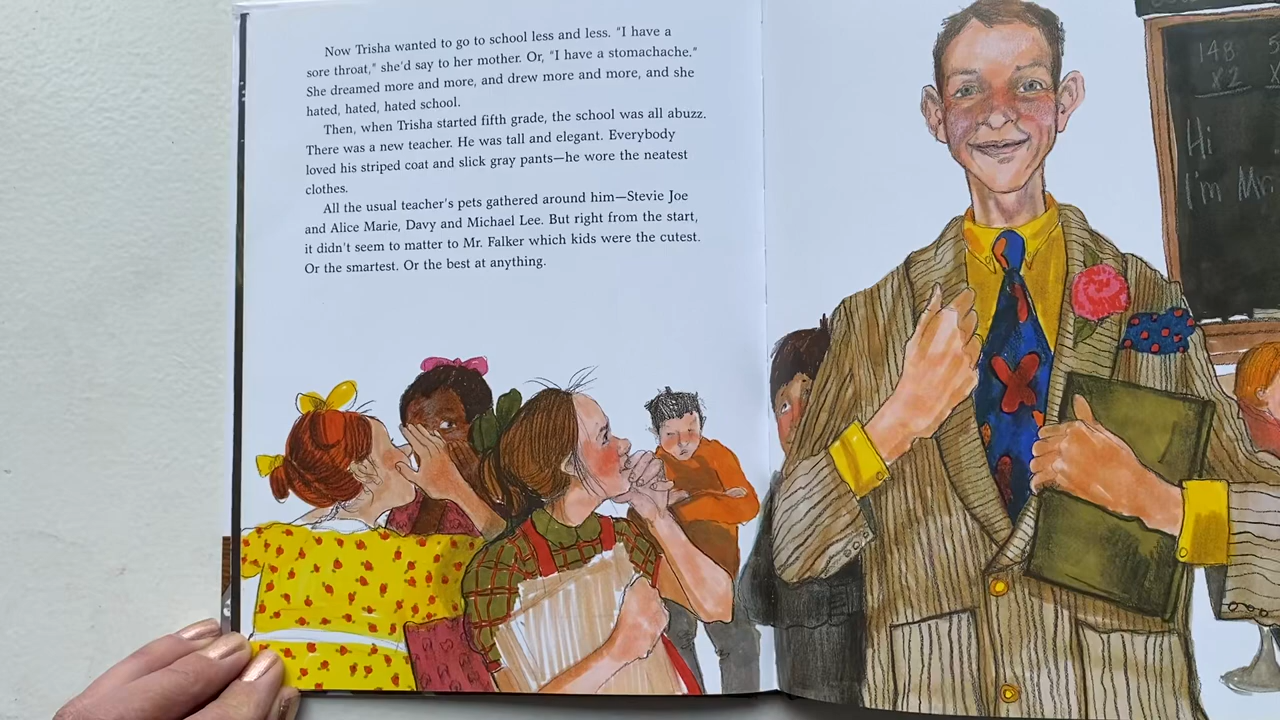 Now Trisha wanted to go to school less and less. "I have a
sore throat," she'd say to her mother. Or, "I have a stomachache."
She dreamed more and more, and drew more and more, and she
hated, hated, hated school.
Then, when Trisha started fifth grade, the school was all abuzz.
There was a new teacher. He was tall and elegant. Everybody
loved his striped coat and slick gray pants—he wore the neatest
clothes.
All the usual teacher's pets gathered around him—Stevie Joe
and Alice Marie, Davy and Michael Lee. But right from the start,
it didn't seem to matter to Mr. Falker which kids were the cutest.
Or the smartest. Or the best at anything.
148
x2
Hi
I'm Mr.